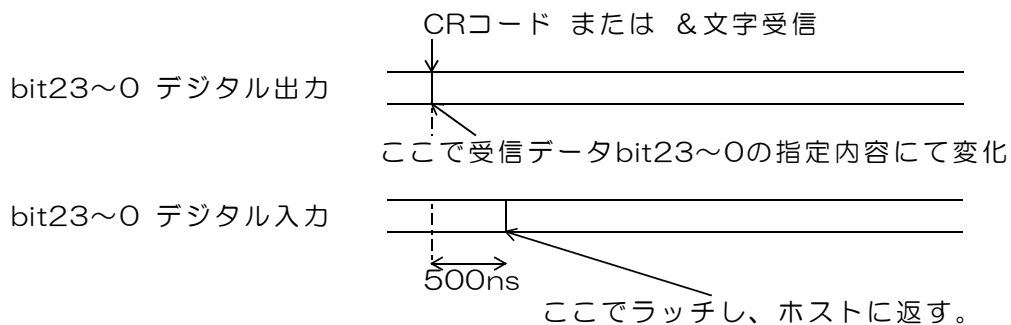 CRコード または &文字受信
bit23～0 デジタル出力
ここで受信データbit23～0の指定内容にて変化
bit23～0 デジタル入力
500ns
ここでラッチし、ホストに返す。